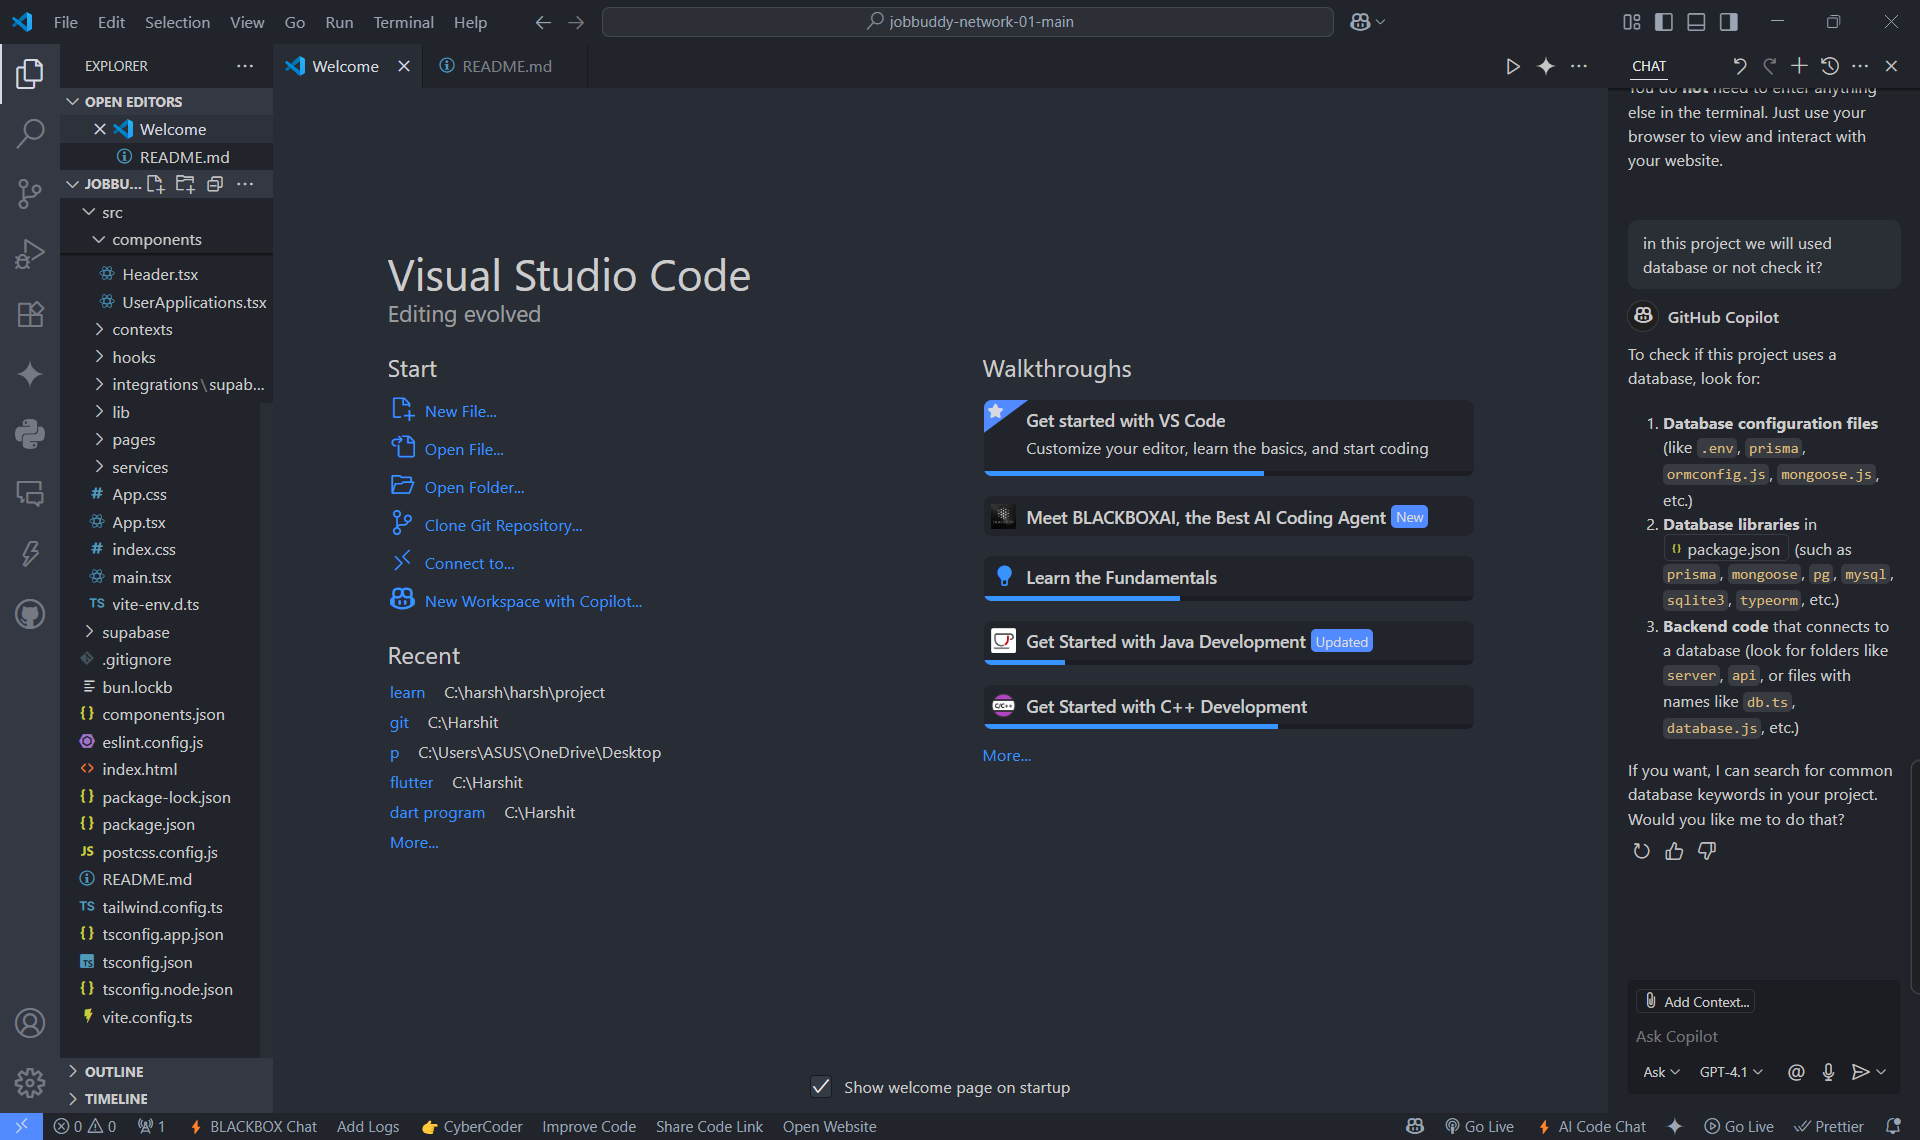 File Edit Selection View Go Run Terminal Help
jobbuddy-network-01-main
EXPLORER
OPEN EDITORS
Welcome
README.md
JOBBU...
src
components
Header.tsx
UserApplications.tsx
contexts
hooks
integrations\supab...
lib
pages
services
# App.css
App.tsx
# index.css
main.tsx
TS vite-env.d.ts
supabase
.gitignore
bun.lockb
{} components.json
eslint.config.js
<> index.html
{} package-lock.json
{} package.json
JS postcss.config.js
README.md
TS tailwind.config.ts
{} tsconfig.app.json
TS tsconfig.json
{} tsconfig.node.json
vite.config.ts
OUTLINE
TIMELINE
Welcome
README.md
Visual Studio Code
Editing evolved
Start
New File...
Open File...
Open Folder...
Clone Git Repository...
Connect to...
New Workspace with Copilot...
Recent
learn C:\harsh\harsh\project
git C:\Harshit
p C:\Users\ASUS\OneDrive\Desktop
flutter C:\Harshit
dart program C:\Harshit
More...
Walkthroughs
Get started with VS Code
Customize your editor, learn the basics, and start coding
Meet BLACKBOXAI, the Best AI Coding Agent New
Learn the Fundamentals
Get Started with Java Development Updated
C/C++ Get Started with C++ Development
More...
Show welcome page on startup
CHAT
You do not need to enter anything
else in the terminal. Just use your
browser to view and interact with
your website.
in this project we will used
database or not check it?
GitHub Copilot
To check if this project uses a
database, look for:
1. Database configuration files
(like .env, prisma,
ormconfig.js, mongoose.js,
etc.)
2. Database libraries in
{} package.json (such as
prisma, mongoose, pg, mysql,
sqlite3, typeorm, etc.)
3. Backend code that connects to
a database (look for folders like
server, api, or files with
names like db.ts,
database.js, etc.)
If you want, I can search for common
database keywords in your project.
Would you like me to do that?
Add Context...
Ask Copilot
Ask GPT-4.1 @
0 0 1 BLACKBOX Chat Add Logs CyberCoder Improve Code Share Code Link Open Website Go Live AI Code Chat Go Live Prettier